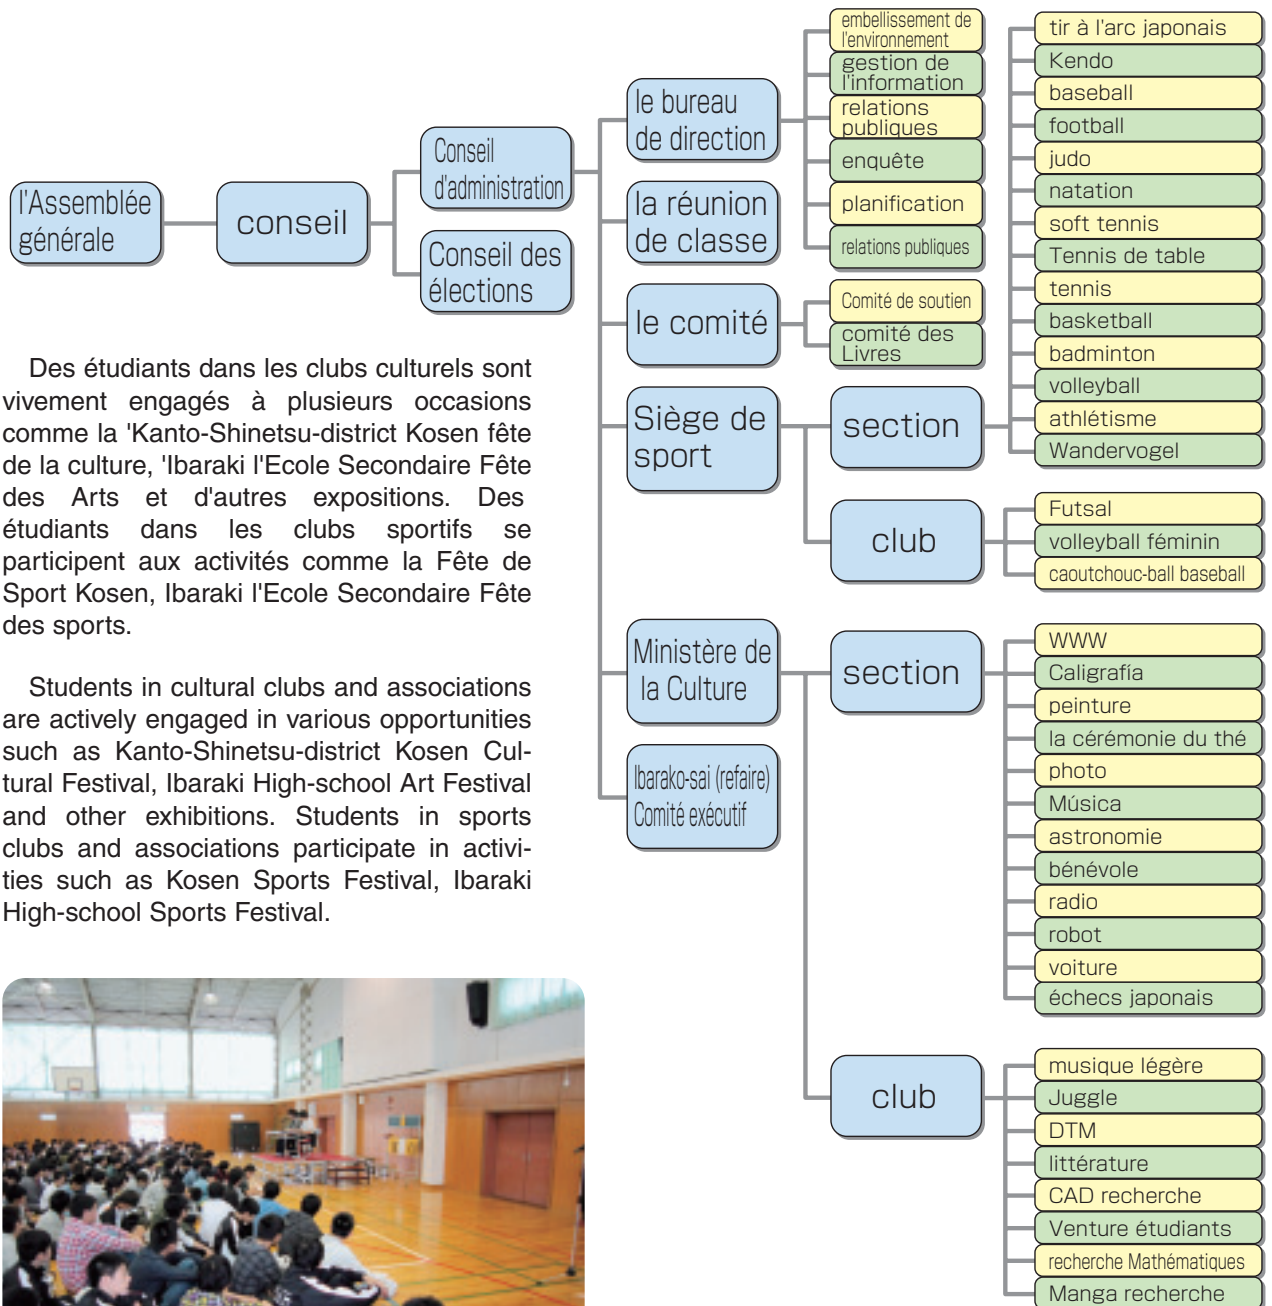 l'Assemblée
générale
conseil
Conseil
d'administration
Conseil des
élections
le bureau
de direction
la réunion
de classe
le comité
Siège de
sport
Ministère de
la Culture
Ibarako-sai (refaire)
Comité exécutif
embellissement de
l'environnement
gestion de
l'information
relations
publiques
enquête
planification
relations publiques
Comité de soutien
comité des
Livres
section
club
section
club
tir à l'arc japonais
Kendo
baseball
football
judo
natation
soft tennis
Tennis de table
tennis
basketball
badminton
volleyball
athlétisme
Wandervogel
Futsal
volleyball féminin
caoutchouc-ball baseball
WWW
Caligrafía
peinture
la cérémonie du thé
photo
Música
astronomie
bénévole
radio
robot
voiture
échecs japonais
musique légère
Juggle
DTM
littérature
CAD recherche
Venture étudiants
recherche Mathématiques
Manga recherche
Des étudiants dans les clubs culturels sont
vivement engagés à plusieurs occasions
comme la 'Kanto-Shinetsu-district Kosen fête
de la culture, 'Ibaraki l'Ecole Secondaire Fête
des Arts et d'autres expositions. Des
étudiants dans les clubs sportifs se
participent aux activités comme la Fête de
Sport Kosen, Ibaraki l'Ecole Secondaire Fête
des sports.
Students in cultural clubs and associations
are actively engaged in various opportunities
such as Kanto-Shinetsu-district Kosen Cul-
tural Festival, Ibaraki High-school Art Festival
and other exhibitions. Students in sports
clubs and associations participate in activi-
ties such as Kosen Sports Festival, Ibaraki
High-school Sports Festival.